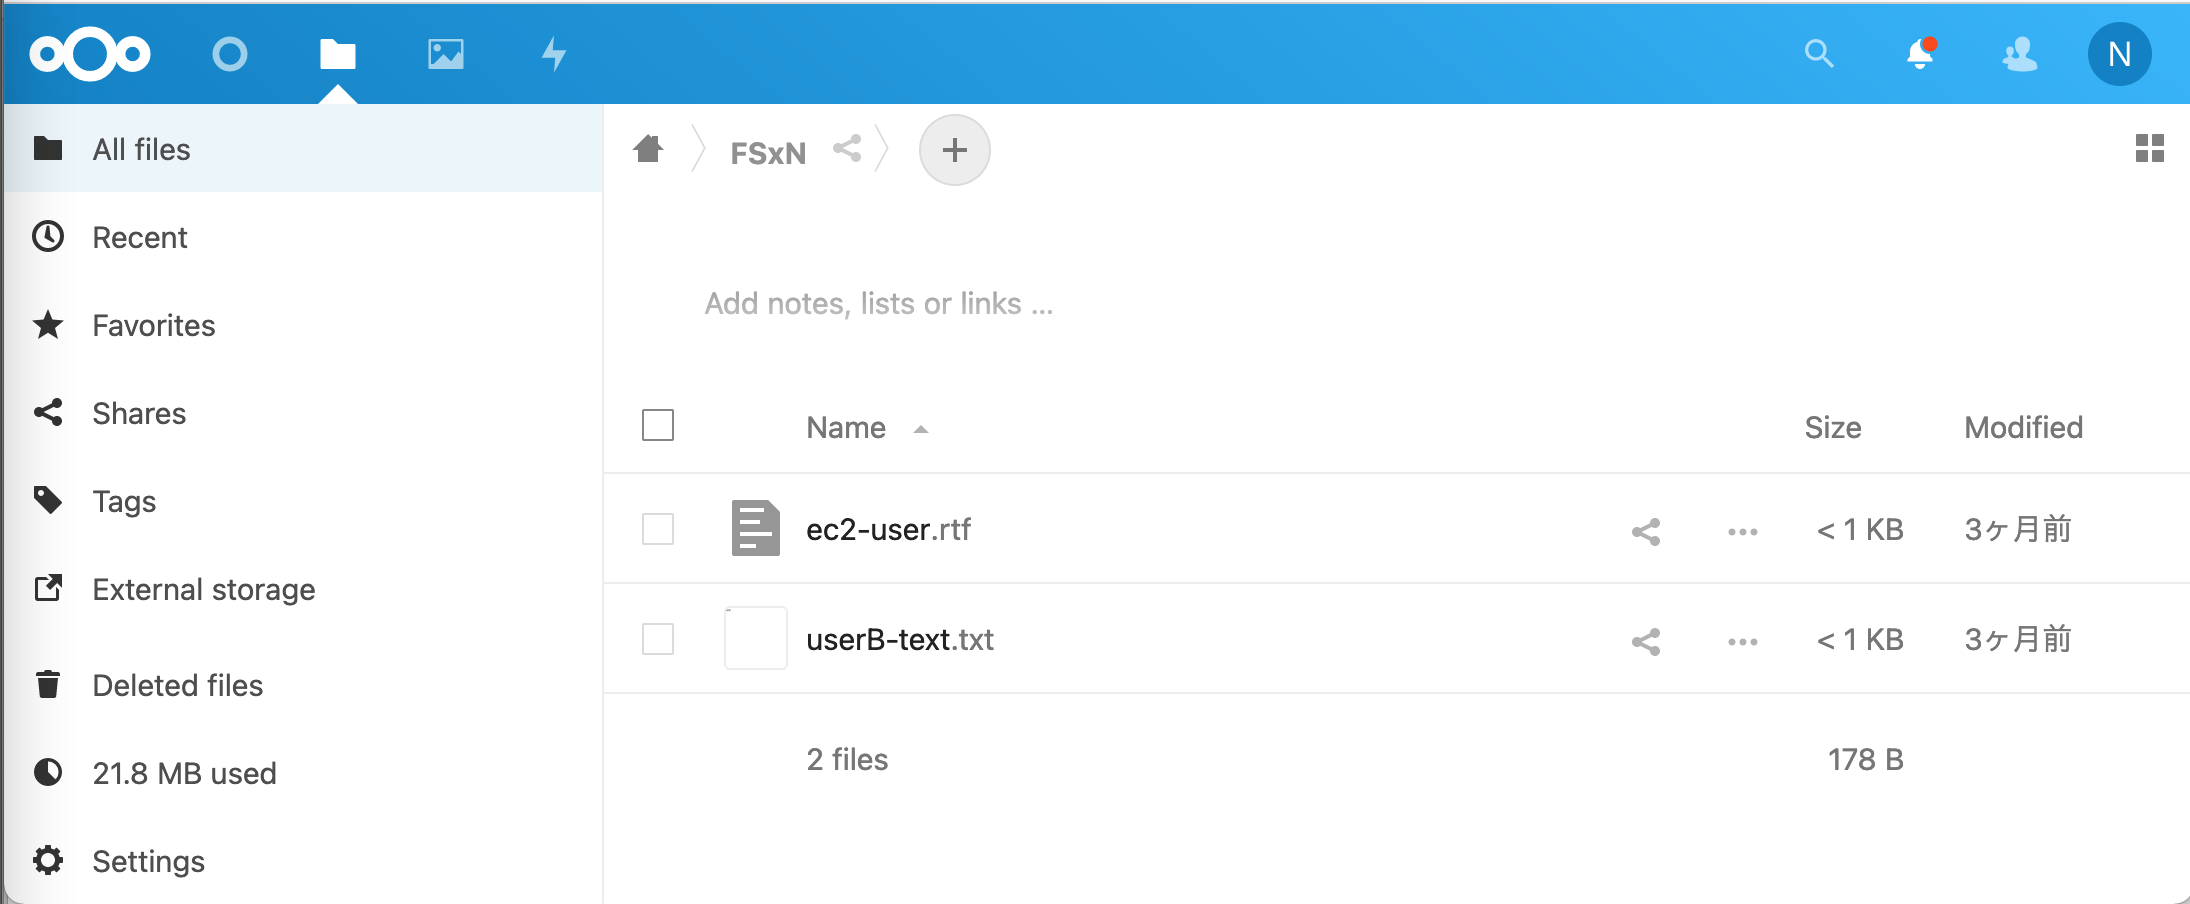 N
All files
FSxN
+
Recent
Add notes, lists or links ...
Favorites
Shares
Name Size Modified
Tags
ec2-user.rtf < 1 KB 3ヶ月前
External storage
userB-text.txt < 1 KB 3ヶ月前
Deleted files
2 files 178 B
21.8 MB used
Settings